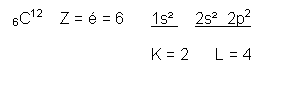 ₆C¹² Z = é = 6 1s² 2s² 2p²
K = 2 L = 4